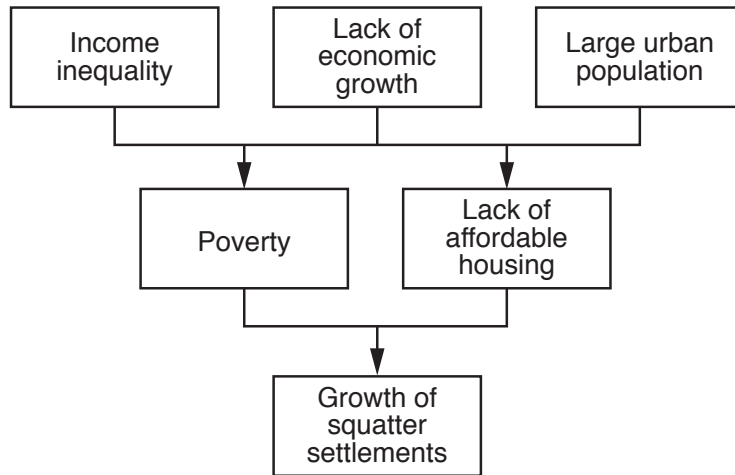 Income
inequality
Lack of
economic
growth
Large urban
population
Poverty
Lack of
affordable
housing
Growth of
squatter
settlements